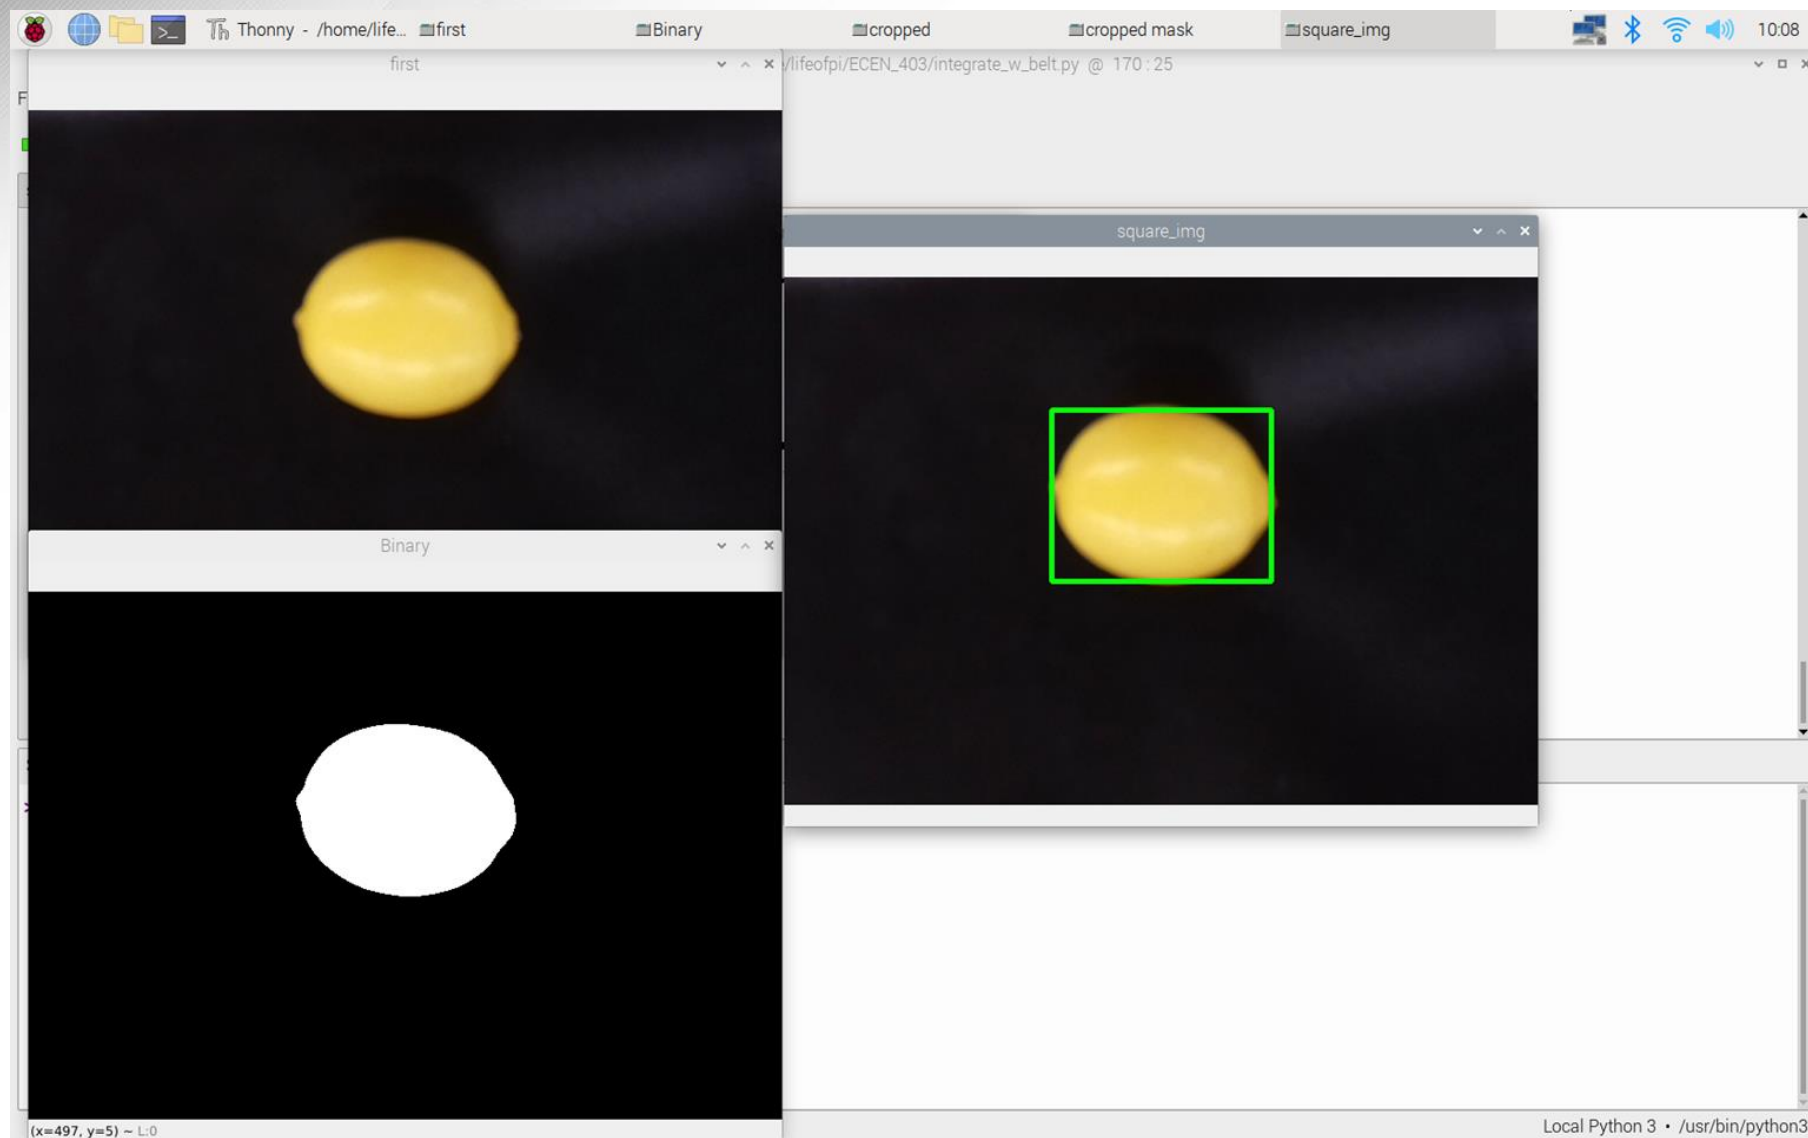 Thonny - /home/life... first Binary cropped cropped mask square_img 10:08
first
/lifeofpi/ECEN_403/integrate_w_belt.py @ 170 : 25
F
square_img
Binary
(x=497, y=5) ~ L:0
Local Python 3 • /usr/bin/python3